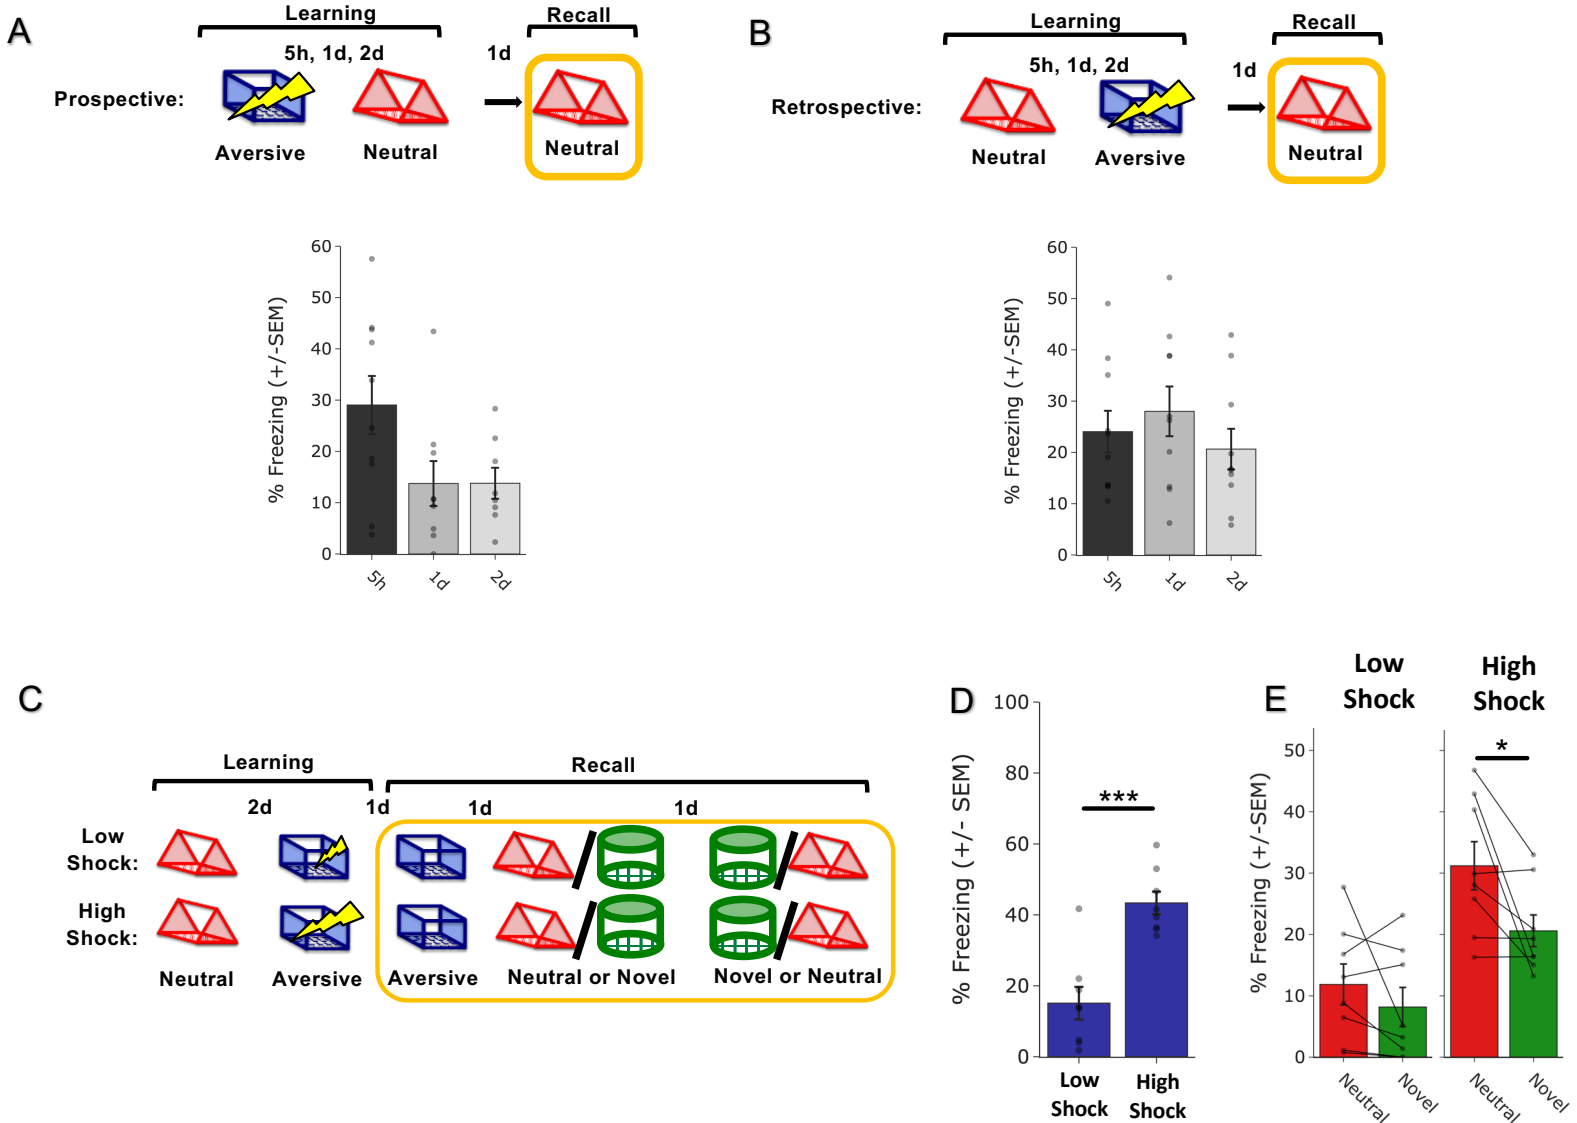 A
Learning
Recall
5h, 1d, 2d
1d
Prospective:
Aversive
Neutral
Neutral
% Freezing (+/-SEM)
60
50
40
30
20
10
0
5h
1d
2d
B
Learning
Recall
5h, 1d, 2d
1d
Retrospective:
Neutral
Aversive
Neutral
% Freezing (+/-SEM)
60
50
40
30
20
10
0
5h
1d
2d
C
Learning
Recall
2d
1d
1d
1d
Low
Shock:
High
Shock:
Neutral
Aversive
Aversive
Neutral or Novel
Novel or Neutral
D
% Freezing (+/- SEM)
100
80
60
40
20
0
***
Low
Shock
High
Shock
E
Low
Shock
High
Shock
% Freezing (+/-SEM)
50
40
30
20
10
0
*
Neutral
Novel
Neutral
Novel